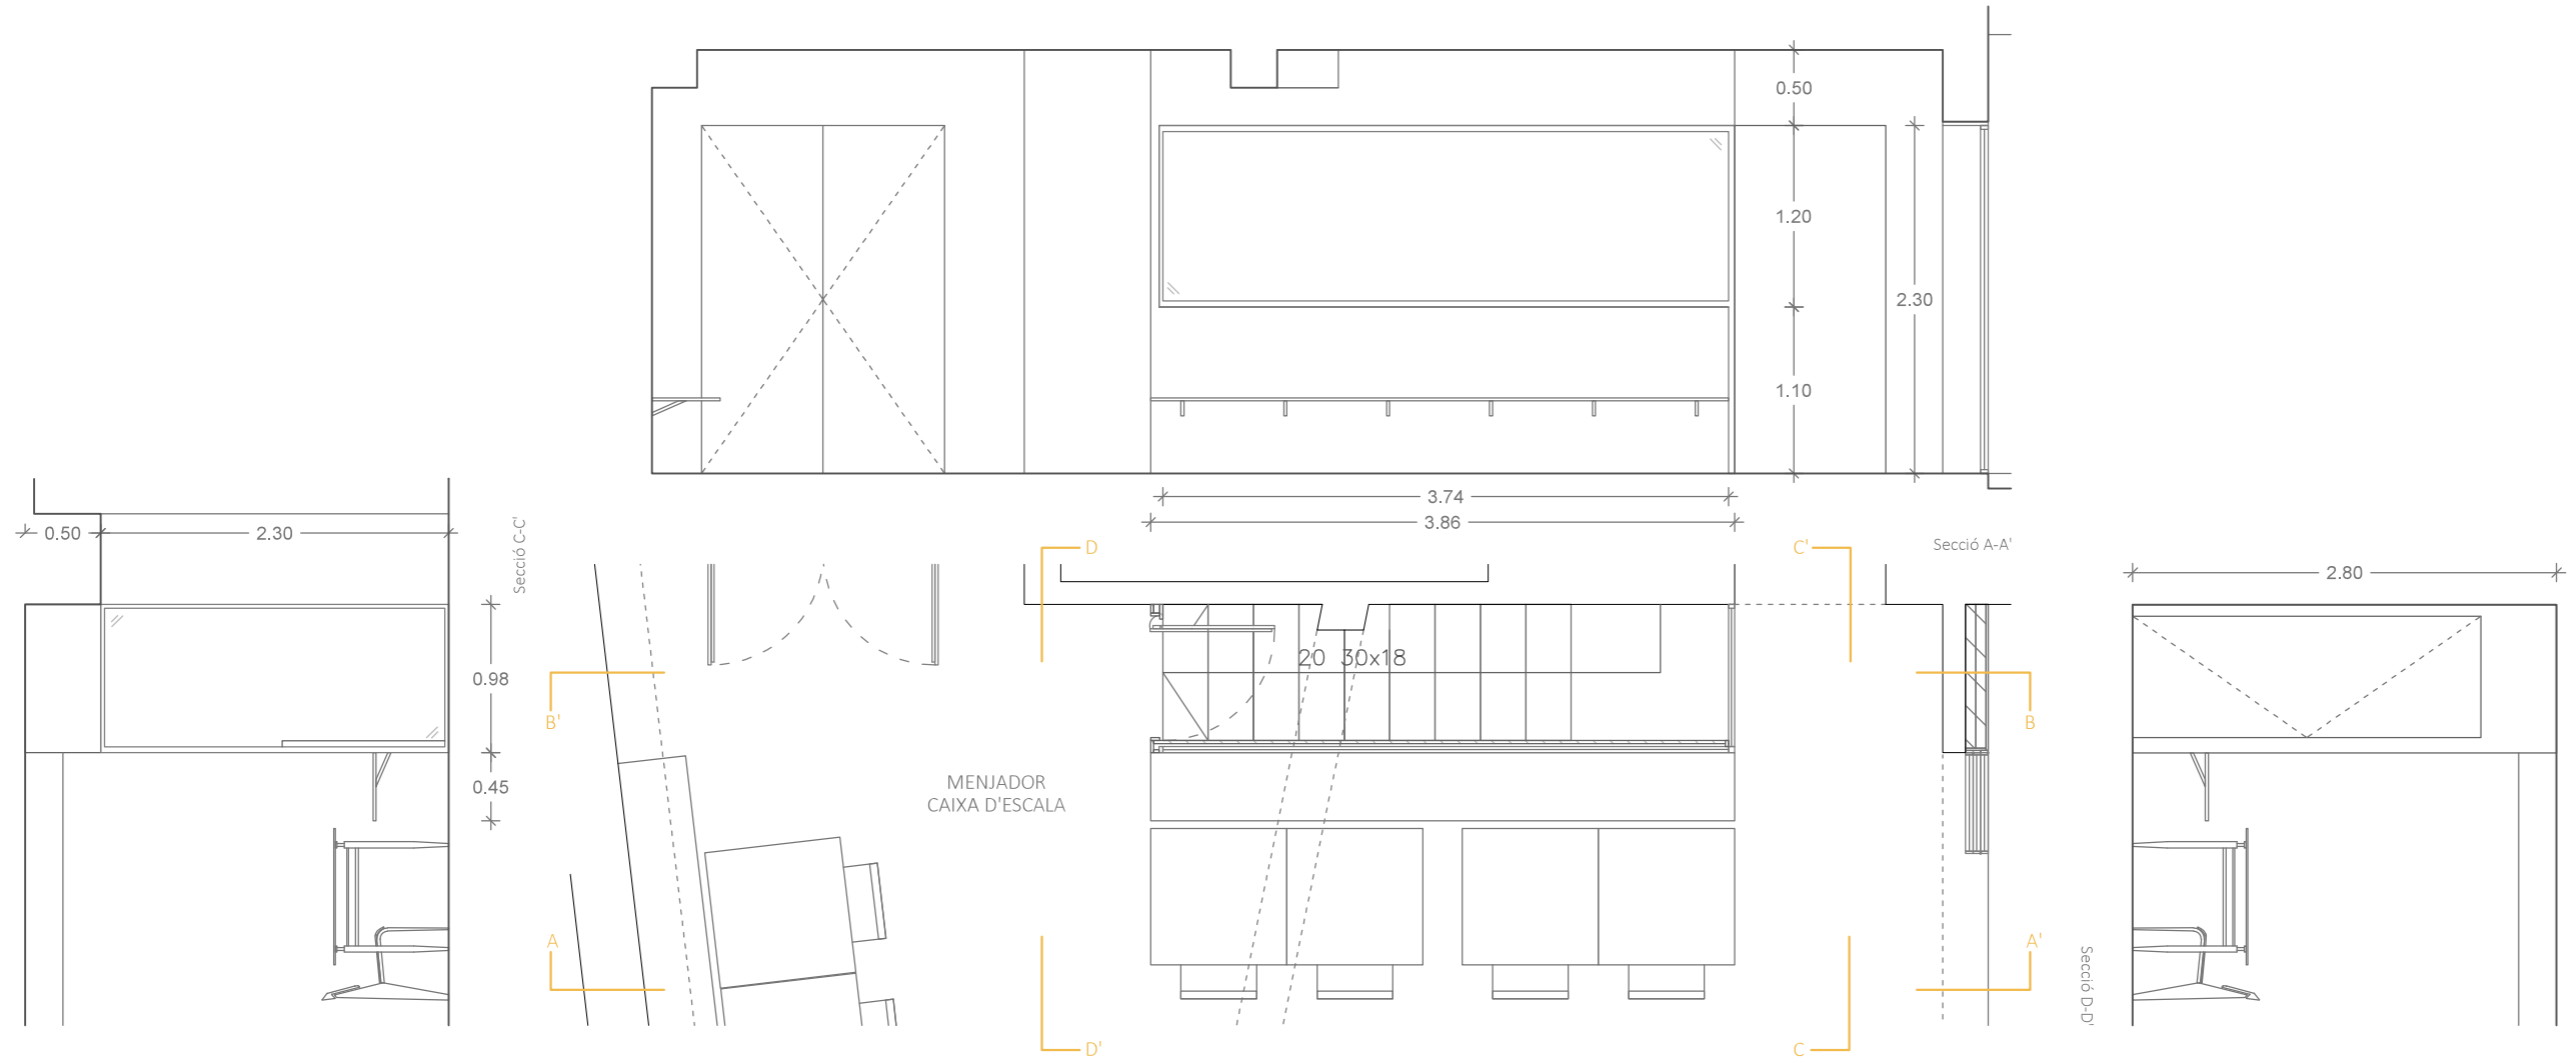 0.50
1.20
2.30
1.10
3.74
3.86
0.50
2.30
Secció C-C'
D
C'
Secció A-A'
2.80
20 30x18
0.98
B'
B
0.45
MENJADOR
CAIXA D'ESCALA
A
A'
Secció D-D'
D'
C